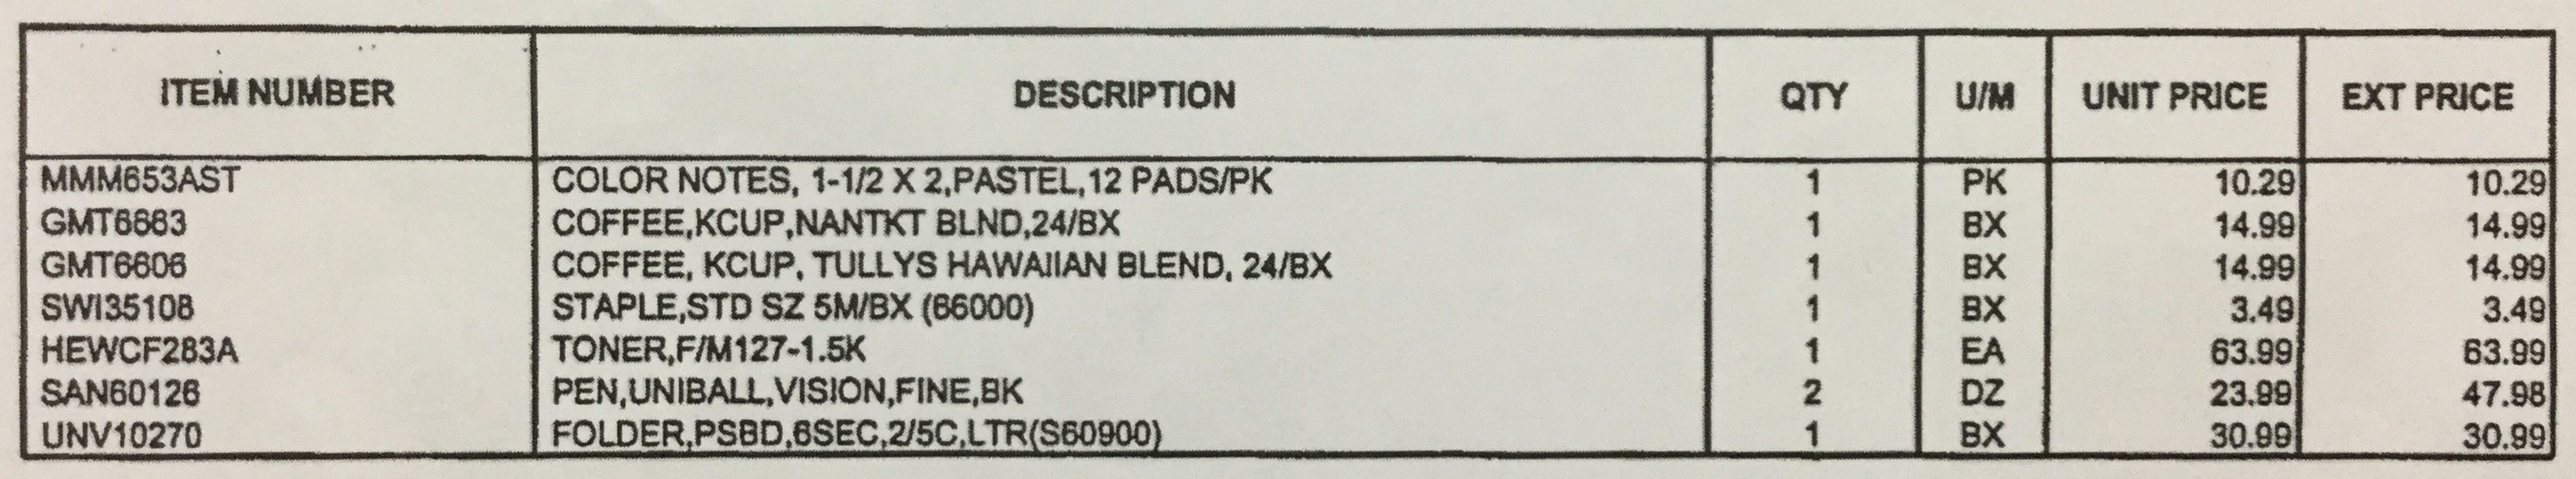 ITEM NUMBER DESCRIPTION QTY U/M UNIT PRICE EXT PRICE
MMM653AST COLOR NOTES, 1-1/2 X 2,PASTEL,12 PADS/PK 1 PK 10.29 10.29
GMT6663 COFFEE,KCUP,NANTKT BLND,24/BX 1 BX 14.99 14.99
GMT6606 COFFEE, KCUP, TULLYS HAWAIIAN BLEND, 24/BX 1 BX 14.99 14.99
SWI35108 STAPLE,STD SZ 5M/BX (66000) 1 BX 3.49 3.49
HEWCF283A TONER,F/M127-1.5K 1 EA 63.99 63.99
SAN60126 PEN,UNIBALL,VISION,FINE,BK 2 DZ 23.99 47.98
UNV10270 FOLDER,PSBD,6SEC,2/5C,LTR(S60900) 1 BX 30.99 30.99